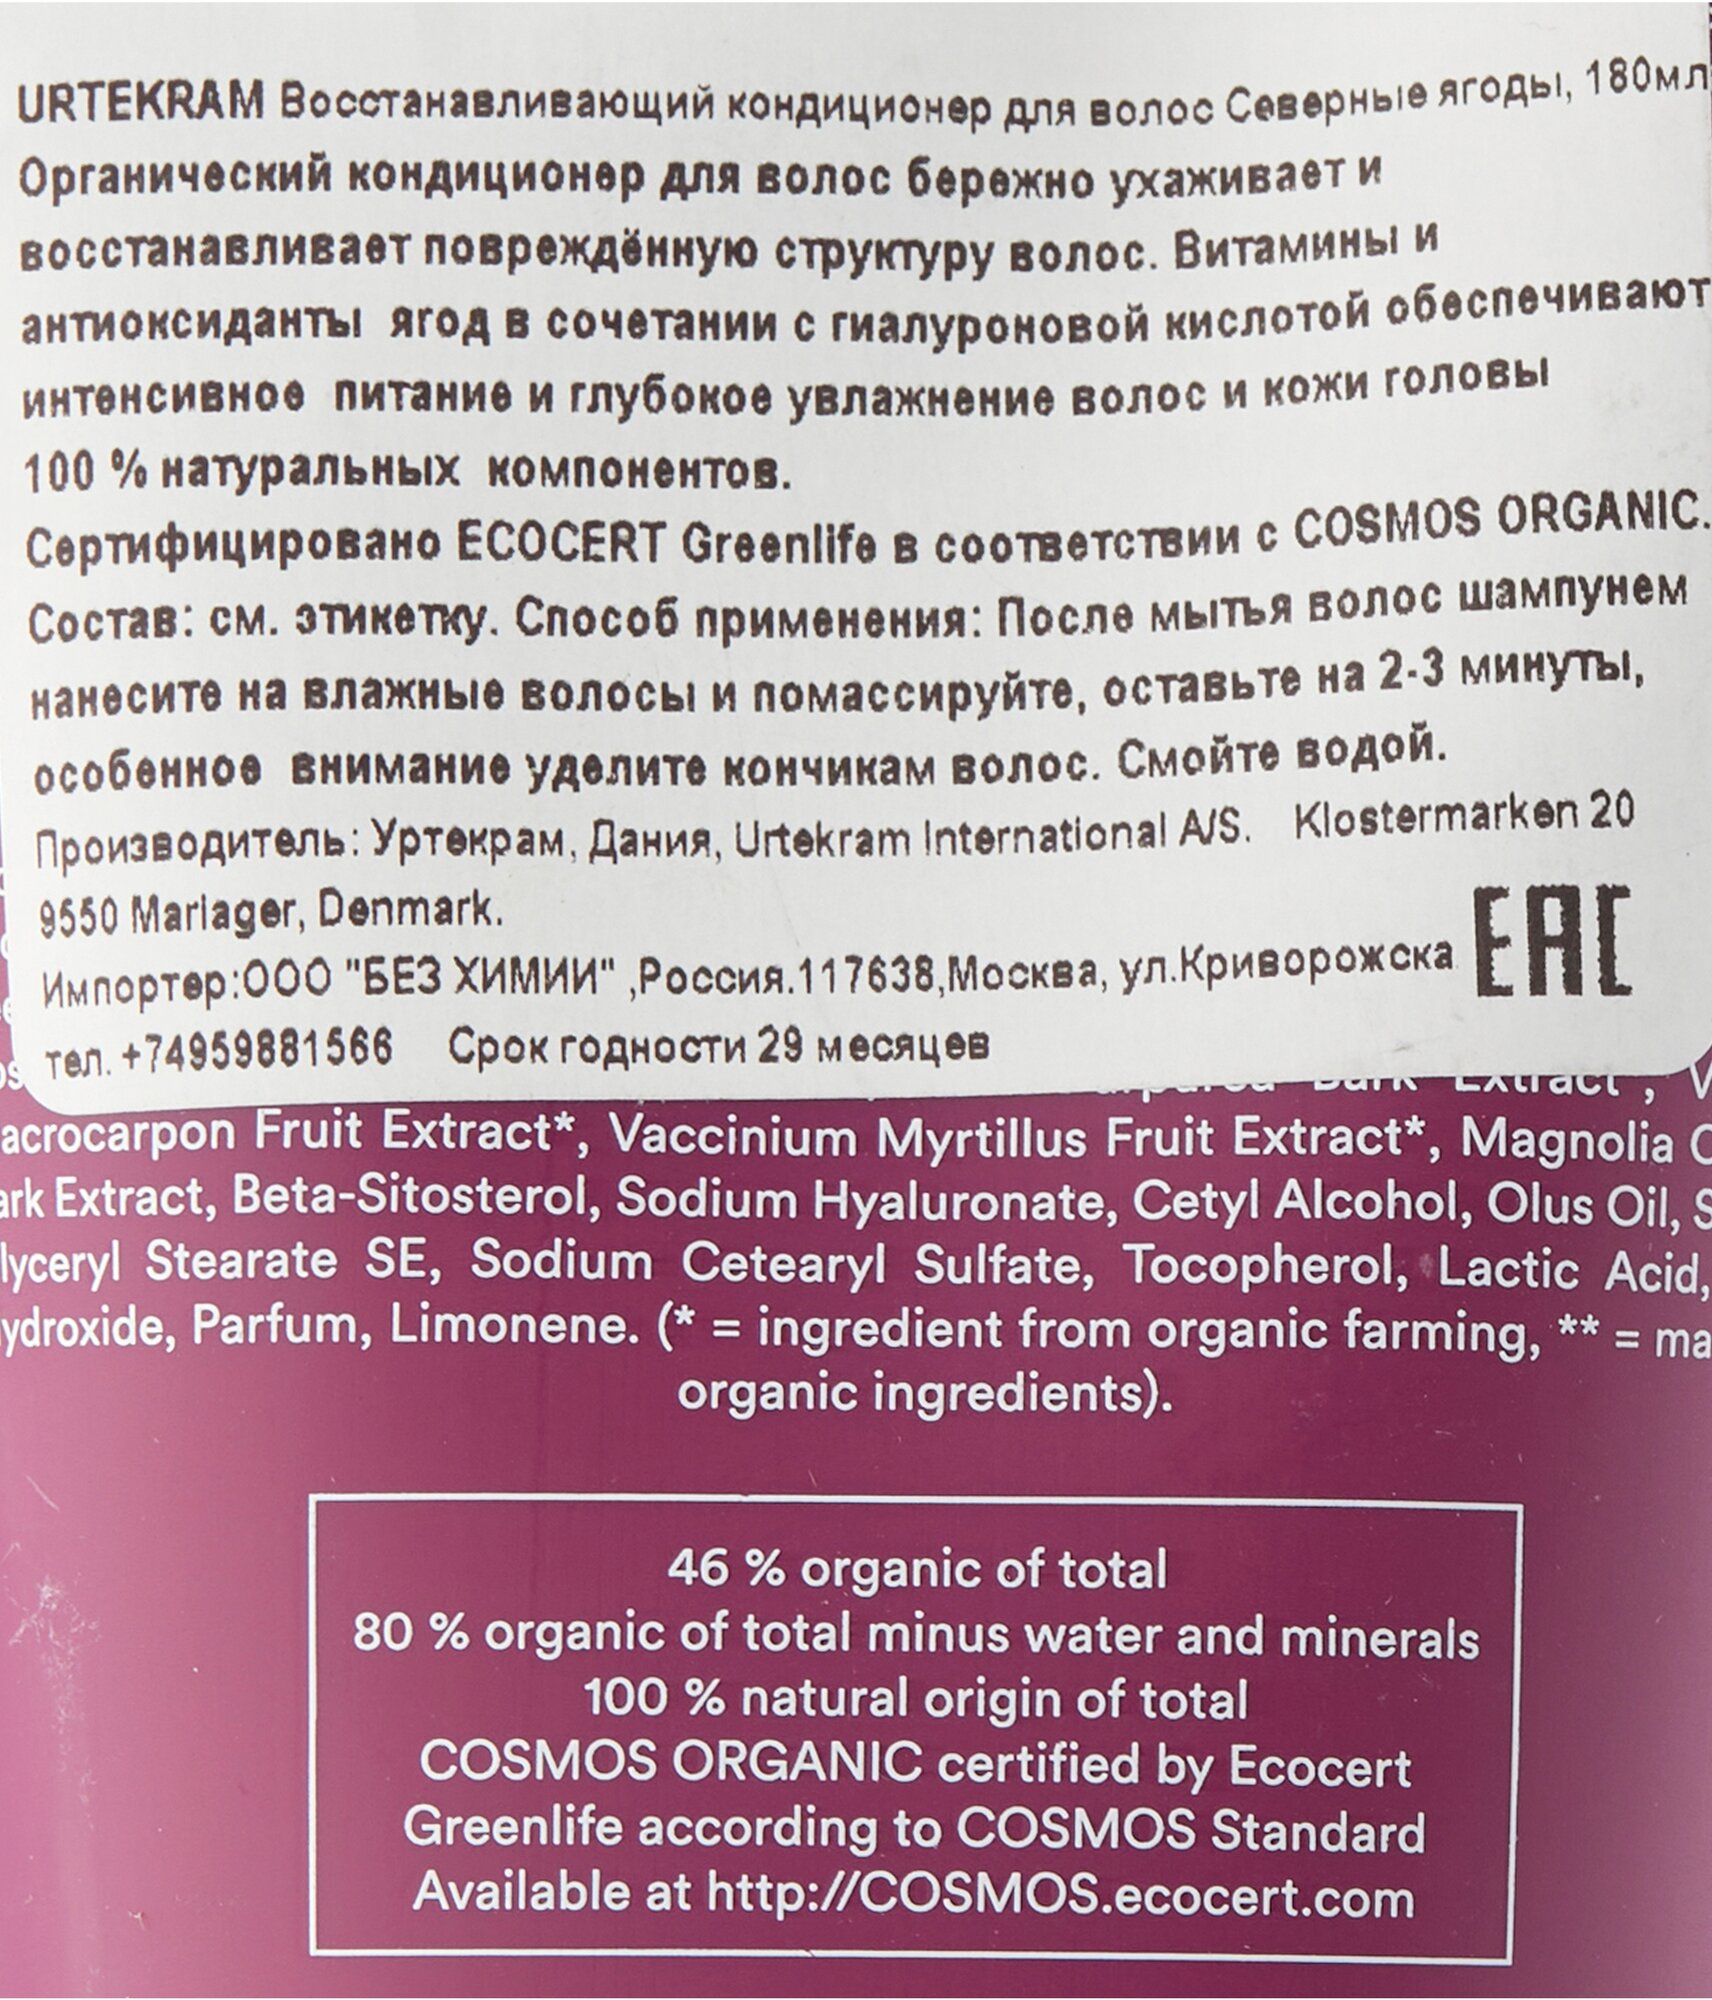 URTEKRAM Восстанавливающий кондиционер для волос Северные ягоды, 180мл
Органический кондиционер для волос бережно ухаживает и
восстанавливает повреждённую структуру волос. Витамины и
антиоксиданты ягод в сочетании с гиалуроновой кислотой обеспечивают
интенсивное питание и глубокое увлажнение волос и кожи головы
100 % натуральных компонентов.
Сертифицировано ECOCERT Greenlife в соответствии с COSMOS ORGANIC.
Состав: см. этикетку. Способ применения: После мытья волос шампунем
нанесите на влажные волосы и помассируйте, оставьте на 2-3 минуты,
особенное внимание уделите кончикам волос. Смойте водой.
Производитель: Уртекрам, Дания, Urtekram International A/S. Klostermarken 20
9550 Mariager, Denmark.
Импортер:ООО "БЕЗ ХИМИИ" ,Россия.117638,Москва, ул.Криворожска
EAC
тел. +74959881566 Срок годности 29 месяцев
Bark Extract ,
acrocarpon Fruit Extract*, Vaccinium Myrtillus Fruit Extract*, Magnolia
ark Extract, Beta-Sitosterol, Sodium Hyaluronate, Cetyl Alcohol, Olus Oil,
lyceryl Stearate SE, Sodium Cetearyl Sulfate, Tocopherol, Lactic Acid,
ydroxide, Parfum, Limonene. (* = ingredient from organic farming, ** = ma
organic ingredients).
46 % organic of total
80 % organic of total minus water and minerals
100 % natural origin of total
COSMOS ORGANIC certified by Ecocert
Greenlife according to COSMOS Standard
Available at http://COSMOS.ecocert.com